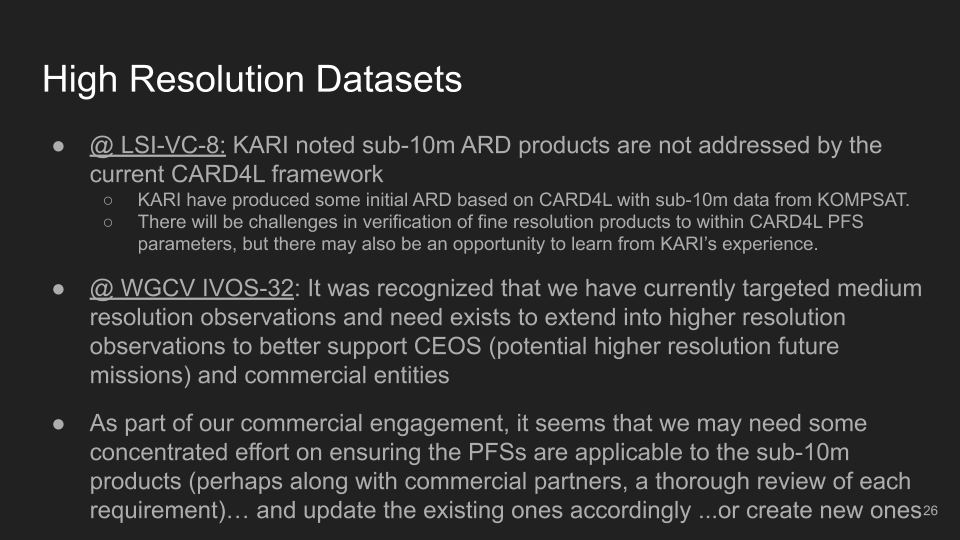 High Resolution Datasets
● @ LSI-VC-8: KARI noted sub-10m ARD products are not addressed by the
current CARD4L framework
○ KARI have produced some initial ARD based on CARD4L with sub-10m data from KOMPSAT.
○ There will be challenges in verification of fine resolution products to within CARD4L PFS
parameters, but there may also be an opportunity to learn from KARI’s experience.
● @ WGCV IVOS-32: It was recognized that we have currently targeted medium
resolution observations and need exists to extend into higher resolution
observations to better support CEOS (potential higher resolution future
missions) and commercial entities
● As part of our commercial engagement, it seems that we may need some
concentrated effort on ensuring the PFSs are applicable to the sub-10m
products (perhaps along with commercial partners, a thorough review of each
requirement)… and update the existing ones accordingly ...or create new ones
26